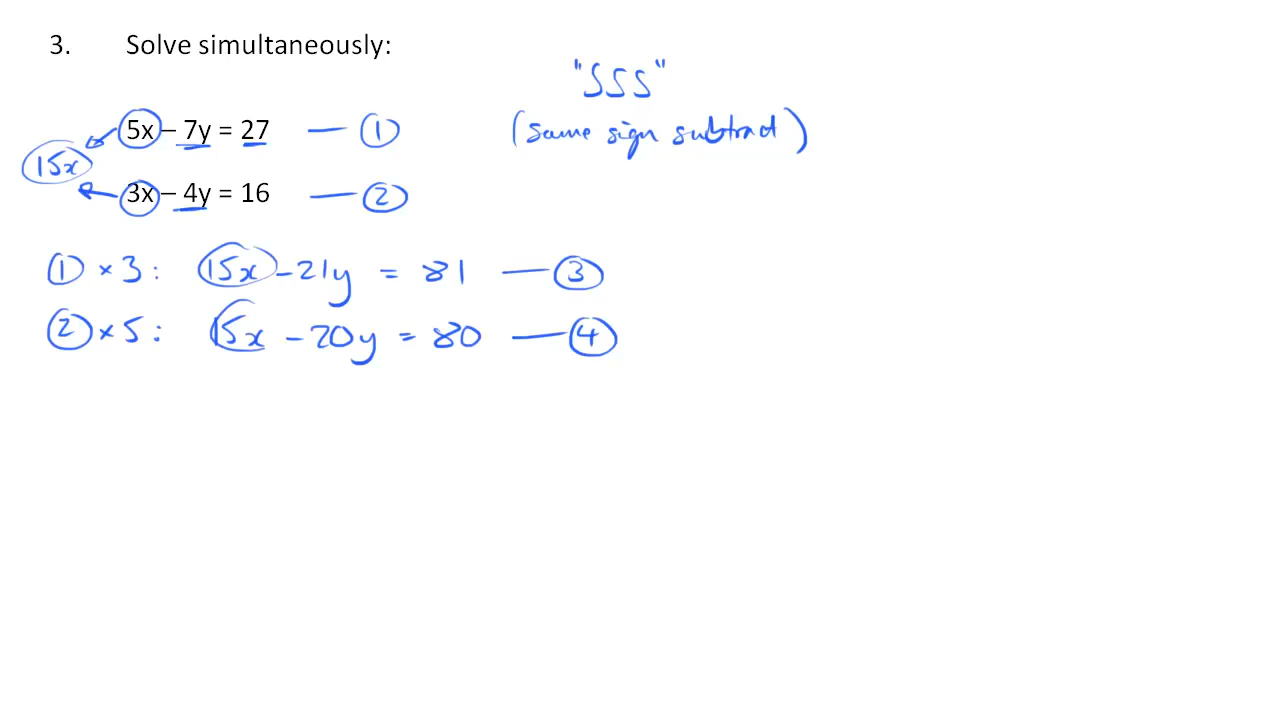 3. Solve simultaneously:
"SSS"
(same sign subtract)
5x – 7y = 27 — ①
15x
3x – 4y = 16 — ②
① × 3: 15x - 21y = 81 — ③
② × 5: 15x - 20y = 80 — ④